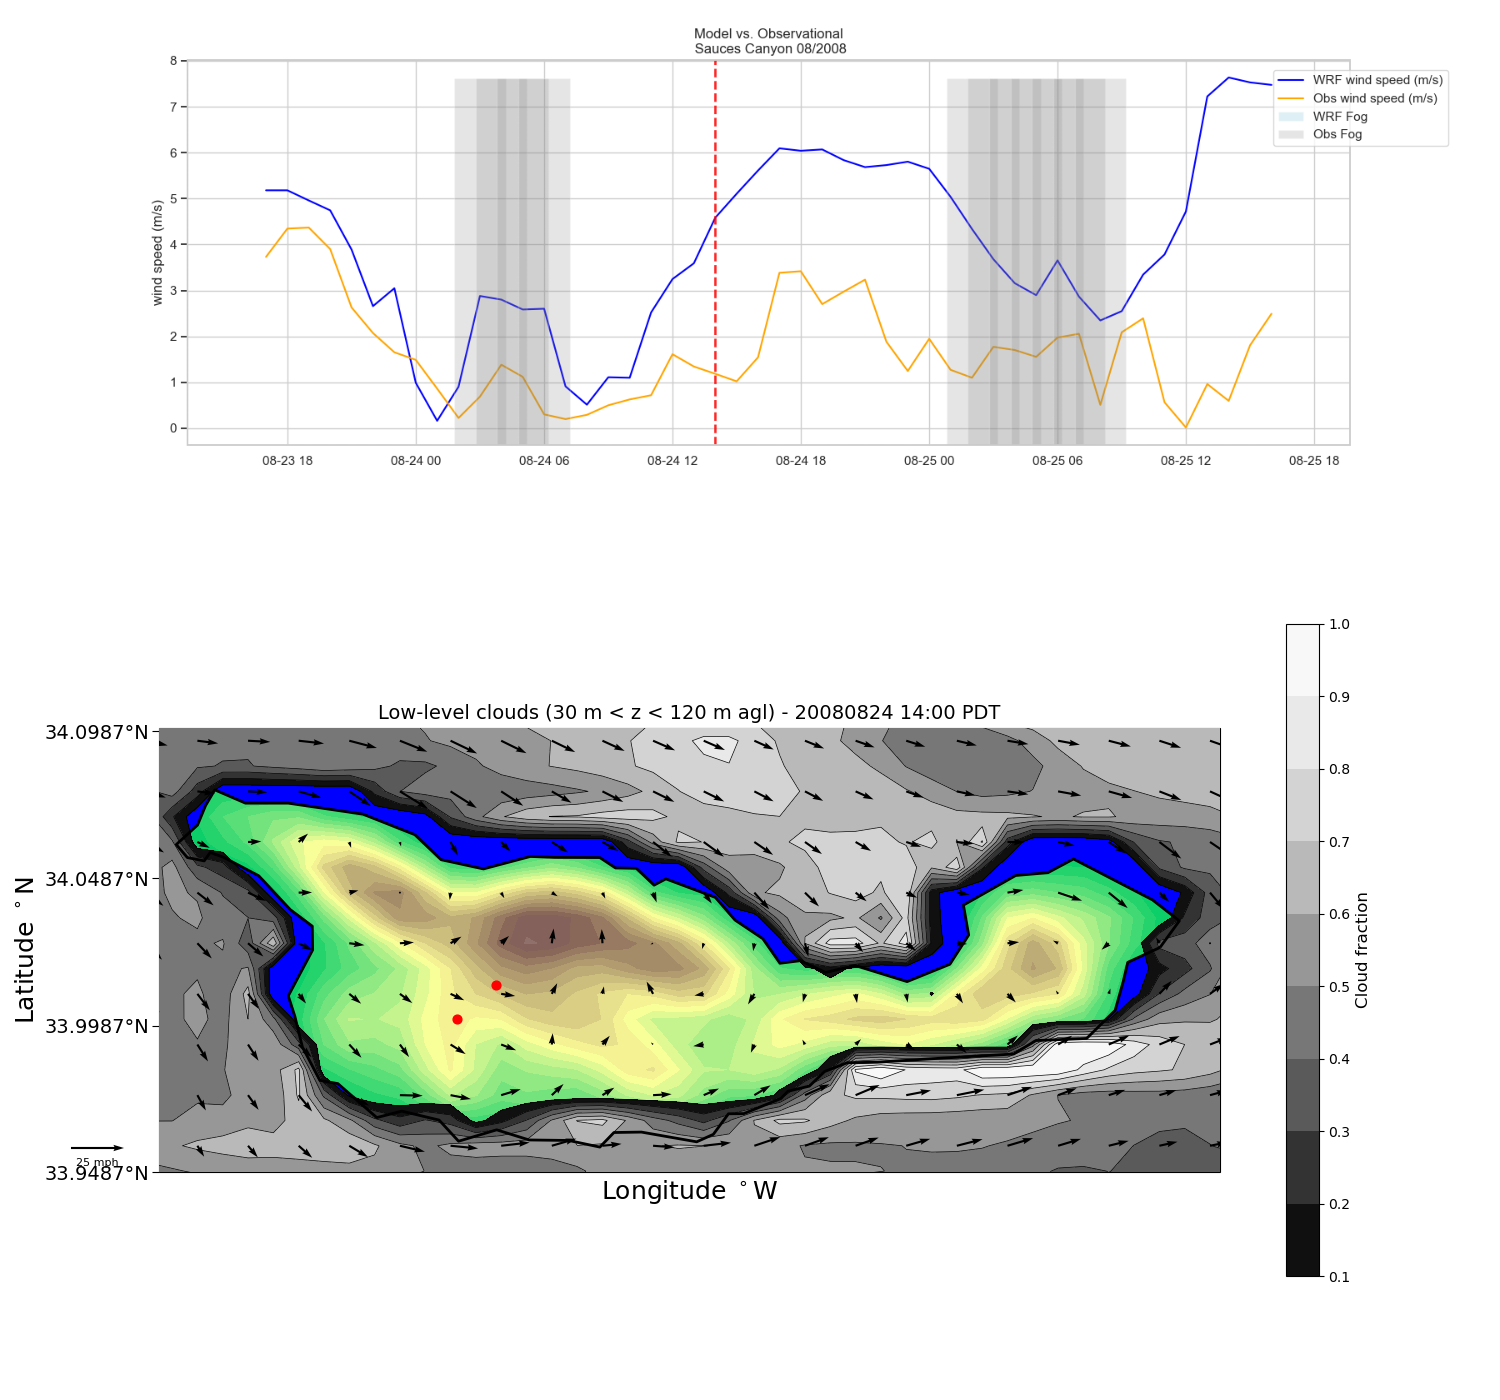 Model vs. Observational
Sauces Canyon 08/2008
8
7
6
5
4
3
2
1
0
wind speed (m/s)
WRF wind speed (m/s)
Obs wind speed (m/s)
WRF Fog
Obs Fog
08-23 18
08-24 00
08-24 06
08-24 12
08-24 18
08-25 00
08-25 06
08-25 12
08-25 18
Low-level clouds (30 m < z < 120 m agl) - 20080824 14:00 PDT
34.0987°N
34.0487°N
33.9987°N
33.9487°N
Latitude °N
25 mph
Longitude °W
1.0
0.9
0.8
0.7
0.6
0.5
0.4
0.3
0.2
0.1
Cloud fraction